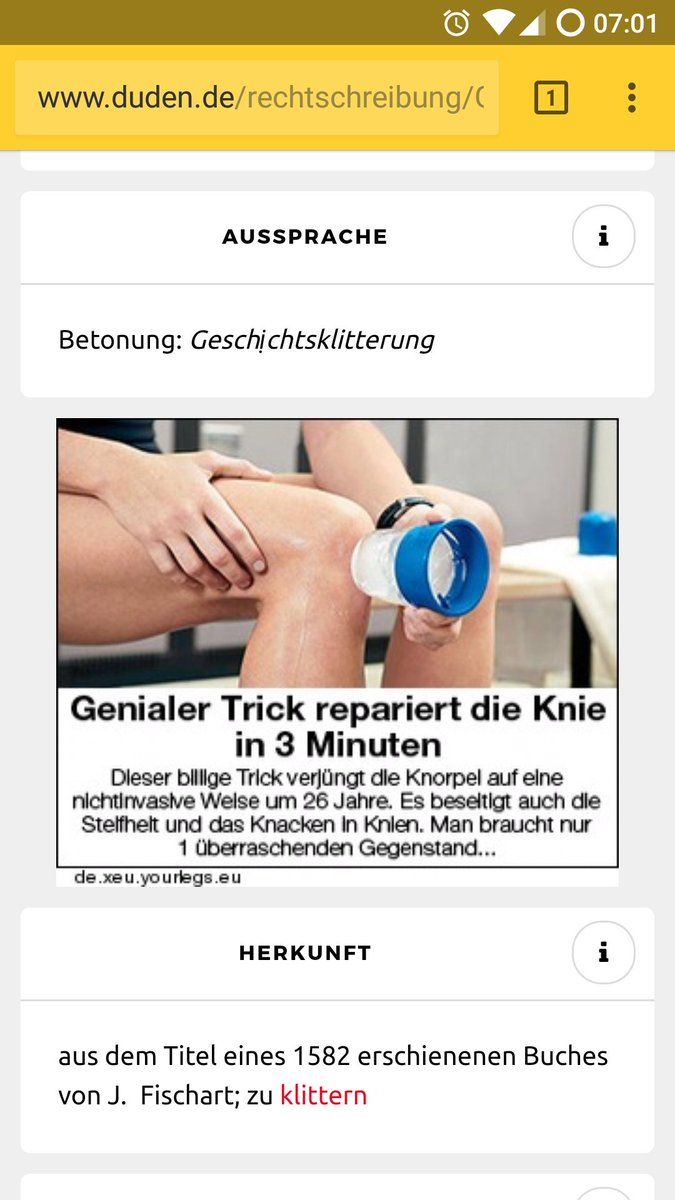 07:01
www.duden.de/rechtschreibung/
1
AUSSPRACHE
i
Betonung: Geschịchtsklitterung
Genialer Trick repariert die Knie
in 3 Minuten
Dieser billige Trick verjüngt die Knorpel auf eine
nichtinvasive Weise um 26 Jahre. Es beseitigt auch die
Steifheit und das Knacken in Knien. Man braucht nur
1 überraschenden Gegenstand...
de.xeu.yourlegs.eu
HERKUNFT
i
aus dem Titel eines 1582 erschienenen Buches
von J. Fischart; zu klittern